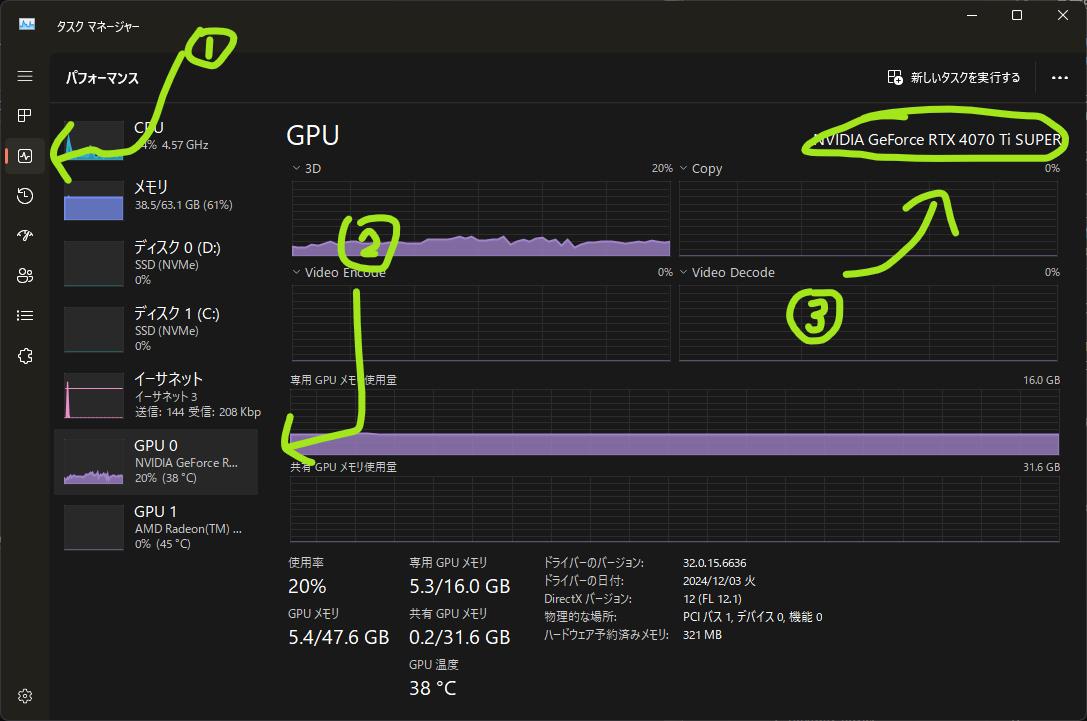 タスク マネージャー
①
パフォーマンス
新しいタスクを実行する
CPU
4% 4.57 GHz
メモリ
38.5/63.1 GB (61%)
ディスク 0 (D:)
SSD (NVMe)
0%
ディスク 1 (C:)
SSD (NVMe)
0%
イーサネット
イーサネット 3
送信: 144 受信: 208 Kbp
GPU 0
NVIDIA GeForce R...
20% (38 °C)
GPU 1
AMD Radeon(TM) ...
0% (45 °C)
GPU
NVIDIA GeForce RTX 4070 Ti SUPER
3D 20%
Copy 0%
②
Video Encode 0%
Video Decode 0%
③
専用 GPU メモリ使用量 16.0 GB
共有 GPU メモリ使用量 31.6 GB
使用率
20%
専用 GPU メモリ
5.3/16.0 GB
GPU メモリ
5.4/47.6 GB
共有 GPU メモリ
0.2/31.6 GB
GPU 温度
38 °C
ドライバーのバージョン: 32.0.15.6636
ドライバーの日付: 2024/12/03 火
DirectX バージョン: 12 (FL 12.1)
物理的な場所: PCI バス 1, デバイス 0, 機能 0
ハードウェア予約済みメモリ: 321 MB